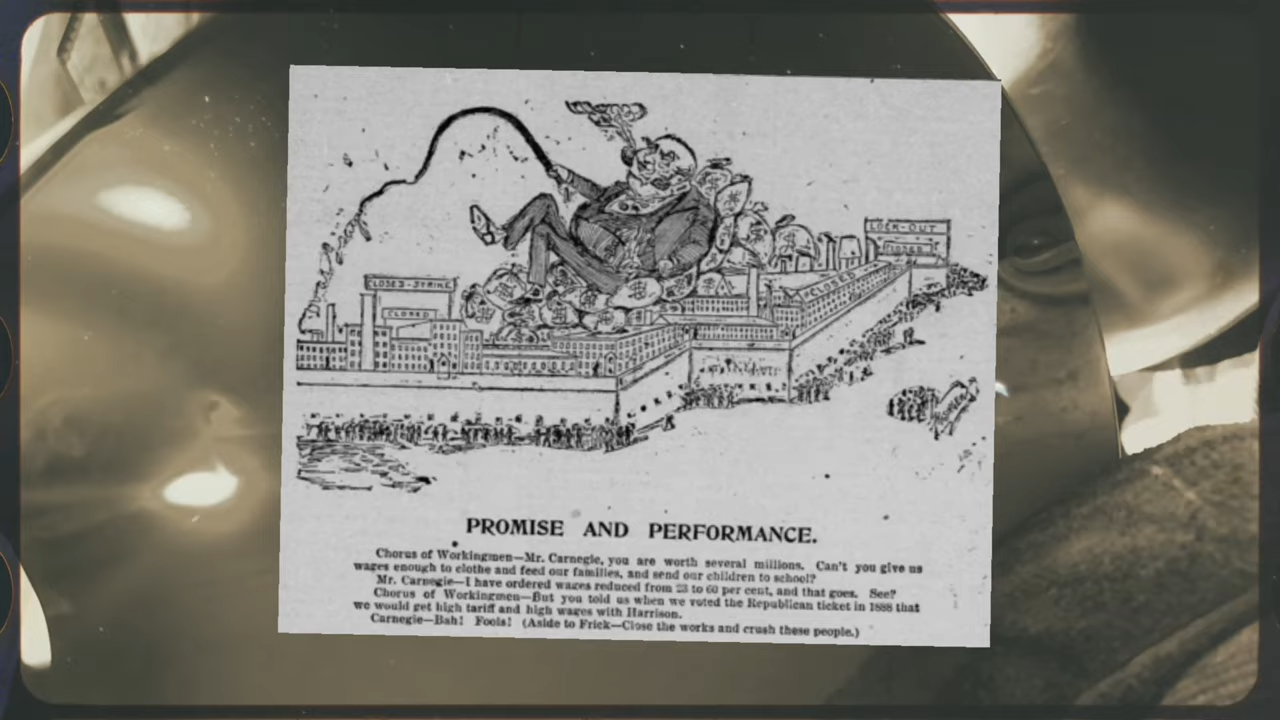 LOCK-OUT
CLOSED
CLOSED-STRIKE
CLOSED
CLOSED
PROMISE AND PERFORMANCE.
Chorus of Workingmen—Mr. Carnegie, you are worth several millions. Can't you give us
wages enough to clothe and feed our families, and send our children to school?
Mr. Carnegie—I have ordered wages reduced from 23 to 60 per cent, and that goes. See?
Chorus of Workingmen—But you told us when we voted the Republican ticket in 1888 that
we would get high tariff and high wages with Harrison.
Carnegie—Bah! Fools! (Aside to Frick—Close the works and crush these people.)